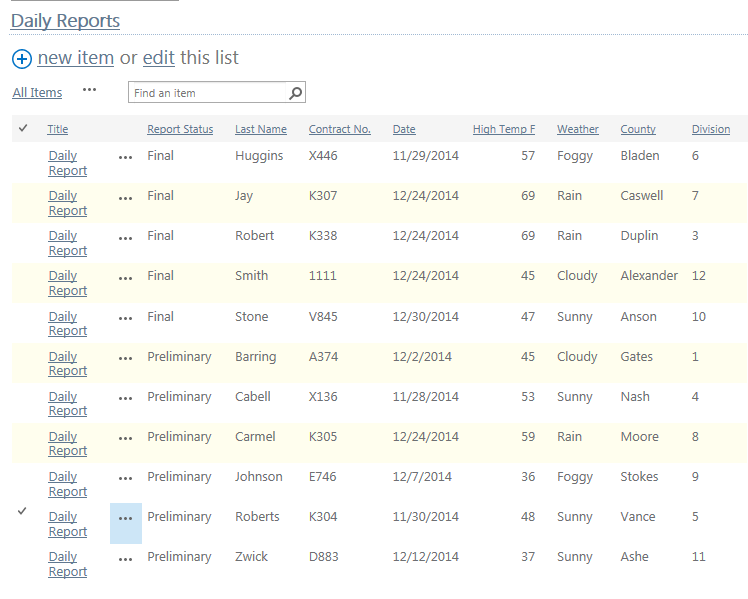 Daily Reports
new item or edit this list
All Items ... Find an item
Title Report Status Last Name Contract No. Date High Temp F Weather County Division
Daily ... Final Huggins X446 11/29/2014 57 Foggy Bladen 6
Report
Daily ... Final Jay K307 12/24/2014 69 Rain Caswell 7
Report
Daily ... Final Robert K338 12/24/2014 69 Rain Duplin 3
Report
Daily ... Final Smith 1111 12/24/2014 45 Cloudy Alexander 12
Report
Daily ... Final Stone V845 12/30/2014 47 Sunny Anson 10
Report
Daily ... Preliminary Barring A374 12/2/2014 45 Cloudy Gates 1
Report
Daily ... Preliminary Cabell X136 11/28/2014 53 Sunny Nash 4
Report
Daily ... Preliminary Carmel K305 12/24/2014 59 Rain Moore 8
Report
Daily ... Preliminary Johnson E746 12/7/2014 36 Foggy Stokes 9
Report
Daily ... Preliminary Roberts K304 11/30/2014 48 Sunny Vance 5
Report
Daily ... Preliminary Zwick D883 12/12/2014 37 Sunny Ashe 11
Report